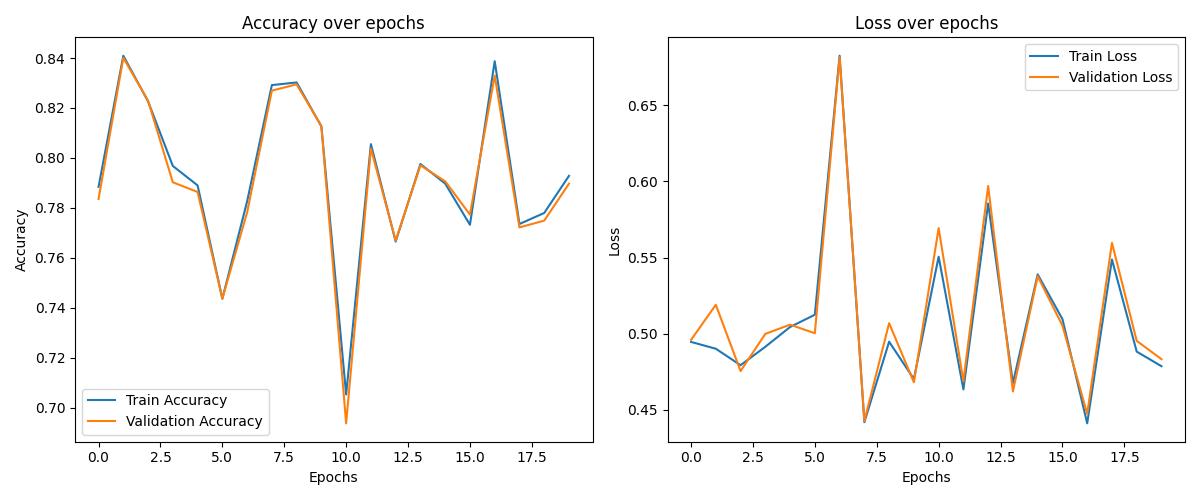 Accuracy over epochs
Accuracy
0.84
0.82
0.80
0.78
0.76
0.74
0.72
0.70
Train Accuracy
Validation Accuracy
0.0 2.5 5.0 7.5 10.0 12.5 15.0 17.5
Epochs
Loss over epochs
Loss
0.65
0.60
0.55
0.50
0.45
Train Loss
Validation Loss
0.0 2.5 5.0 7.5 10.0 12.5 15.0 17.5
Epochs